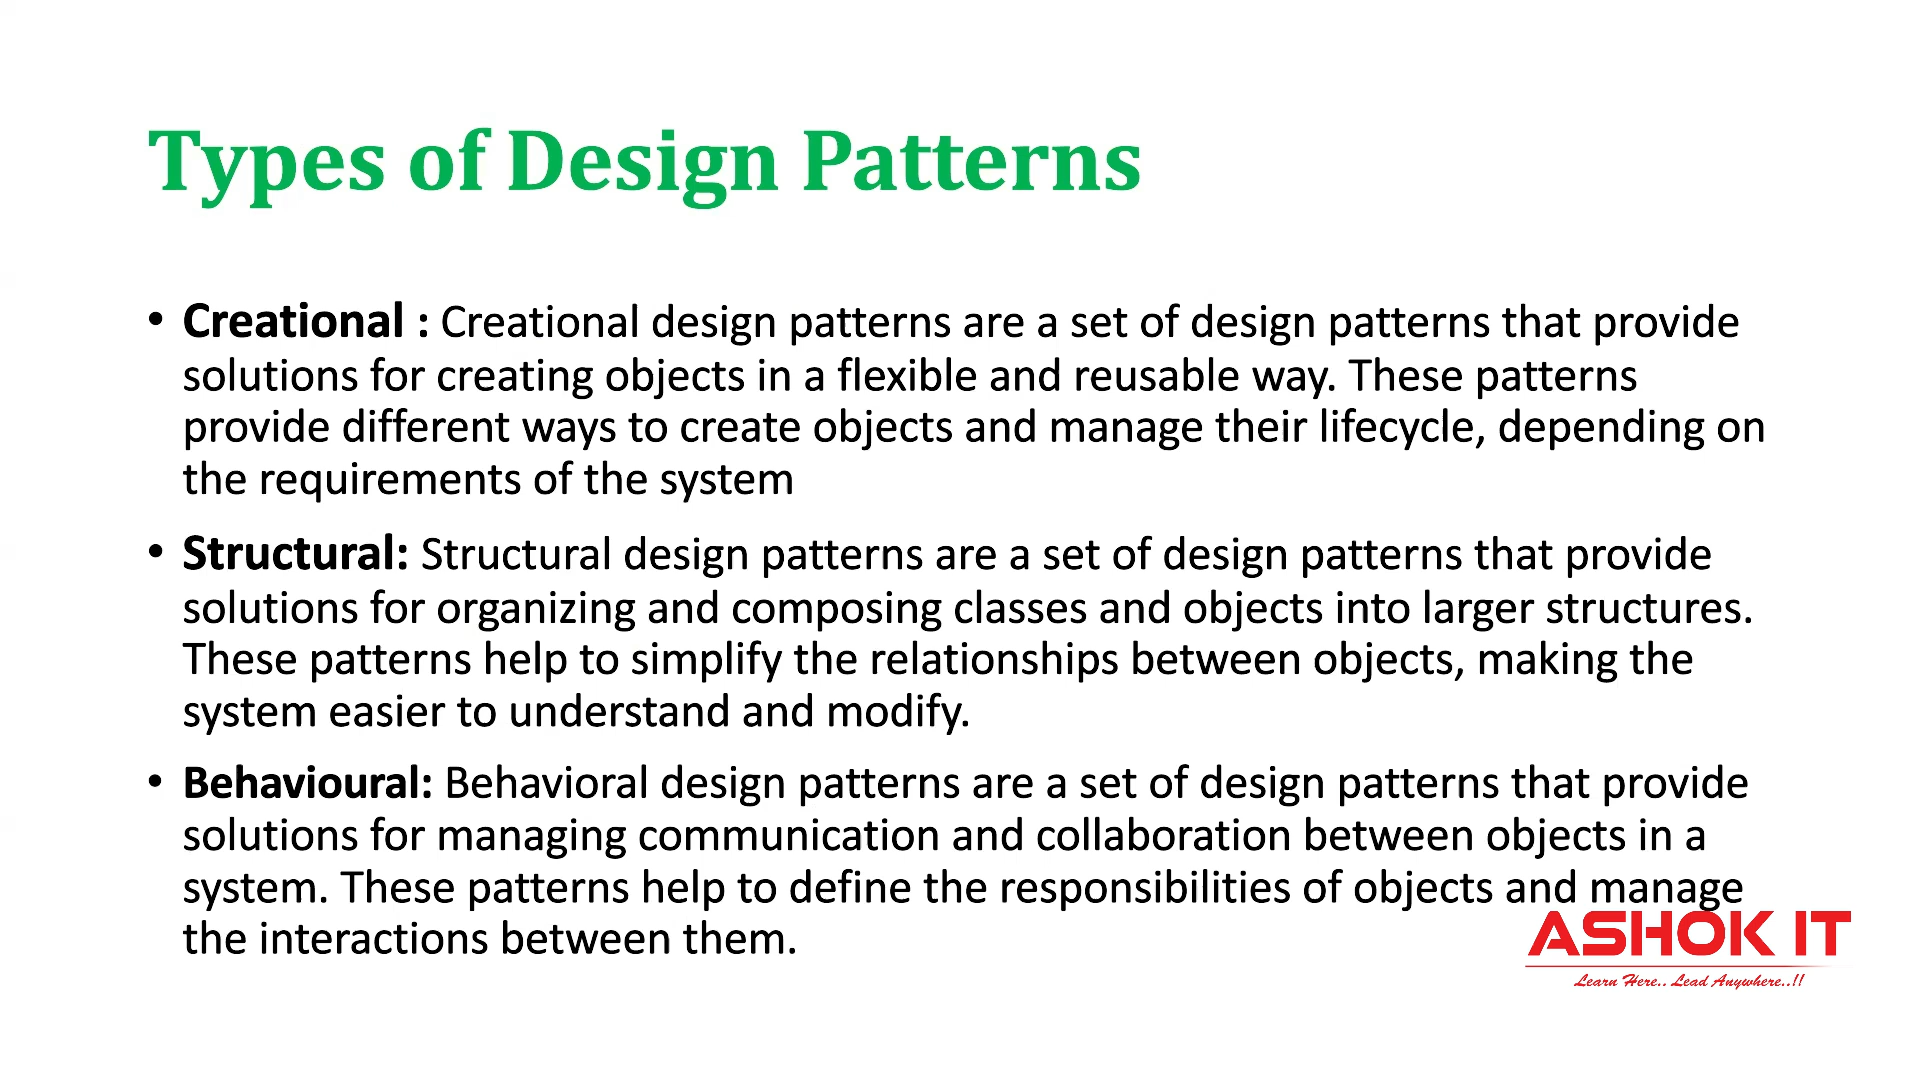 Types of Design Patterns
• Creational : Creational design patterns are a set of design patterns that provide
solutions for creating objects in a flexible and reusable way. These patterns
provide different ways to create objects and manage their lifecycle, depending on
the requirements of the system
• Structural: Structural design patterns are a set of design patterns that provide
solutions for organizing and composing classes and objects into larger structures.
These patterns help to simplify the relationships between objects, making the
system easier to understand and modify.
• Behavioural: Behavioral design patterns are a set of design patterns that provide
solutions for managing communication and collaboration between objects in a
system. These patterns help to define the responsibilities of objects and manage
the interactions between them.
ASHOK IT
Learn Here.. Lead Anywhere..!!